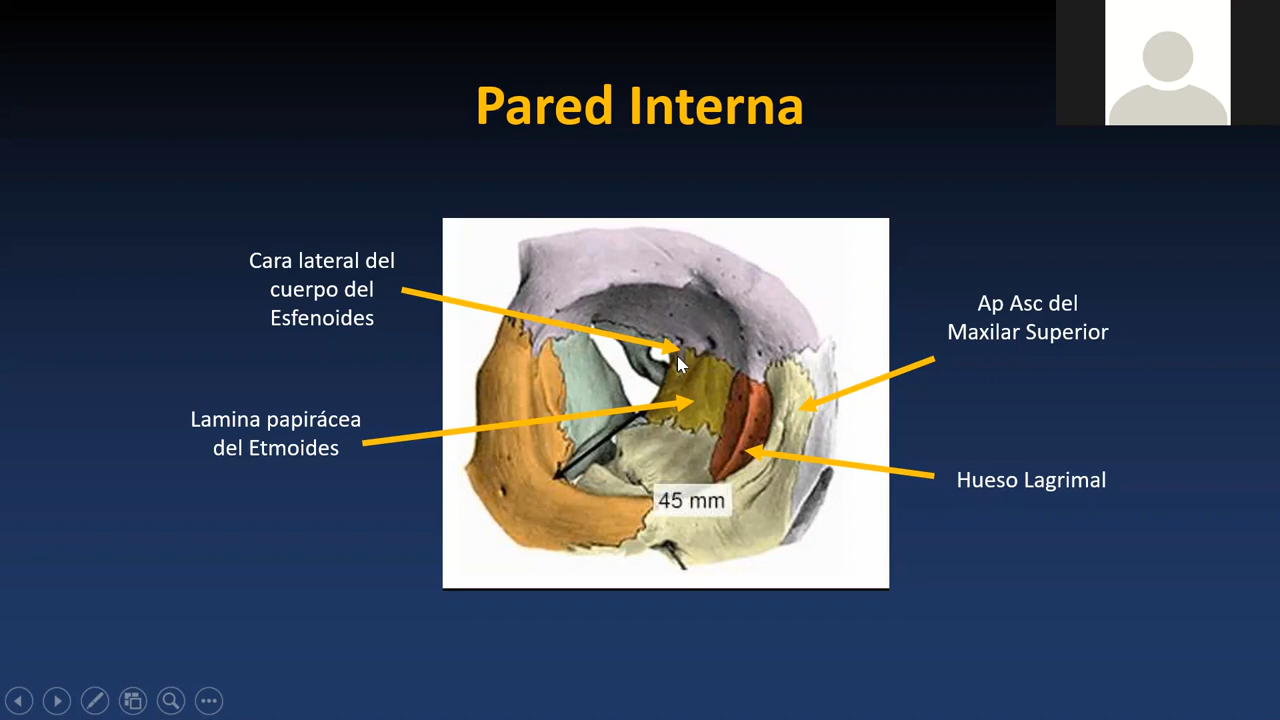 Pared Interna
Cara lateral del
cuerpo del
Esfenoides
Lamina papirácea
del Etmoides
Ap Asc del
Maxilar Superior
Hueso Lagrimal
45 mm